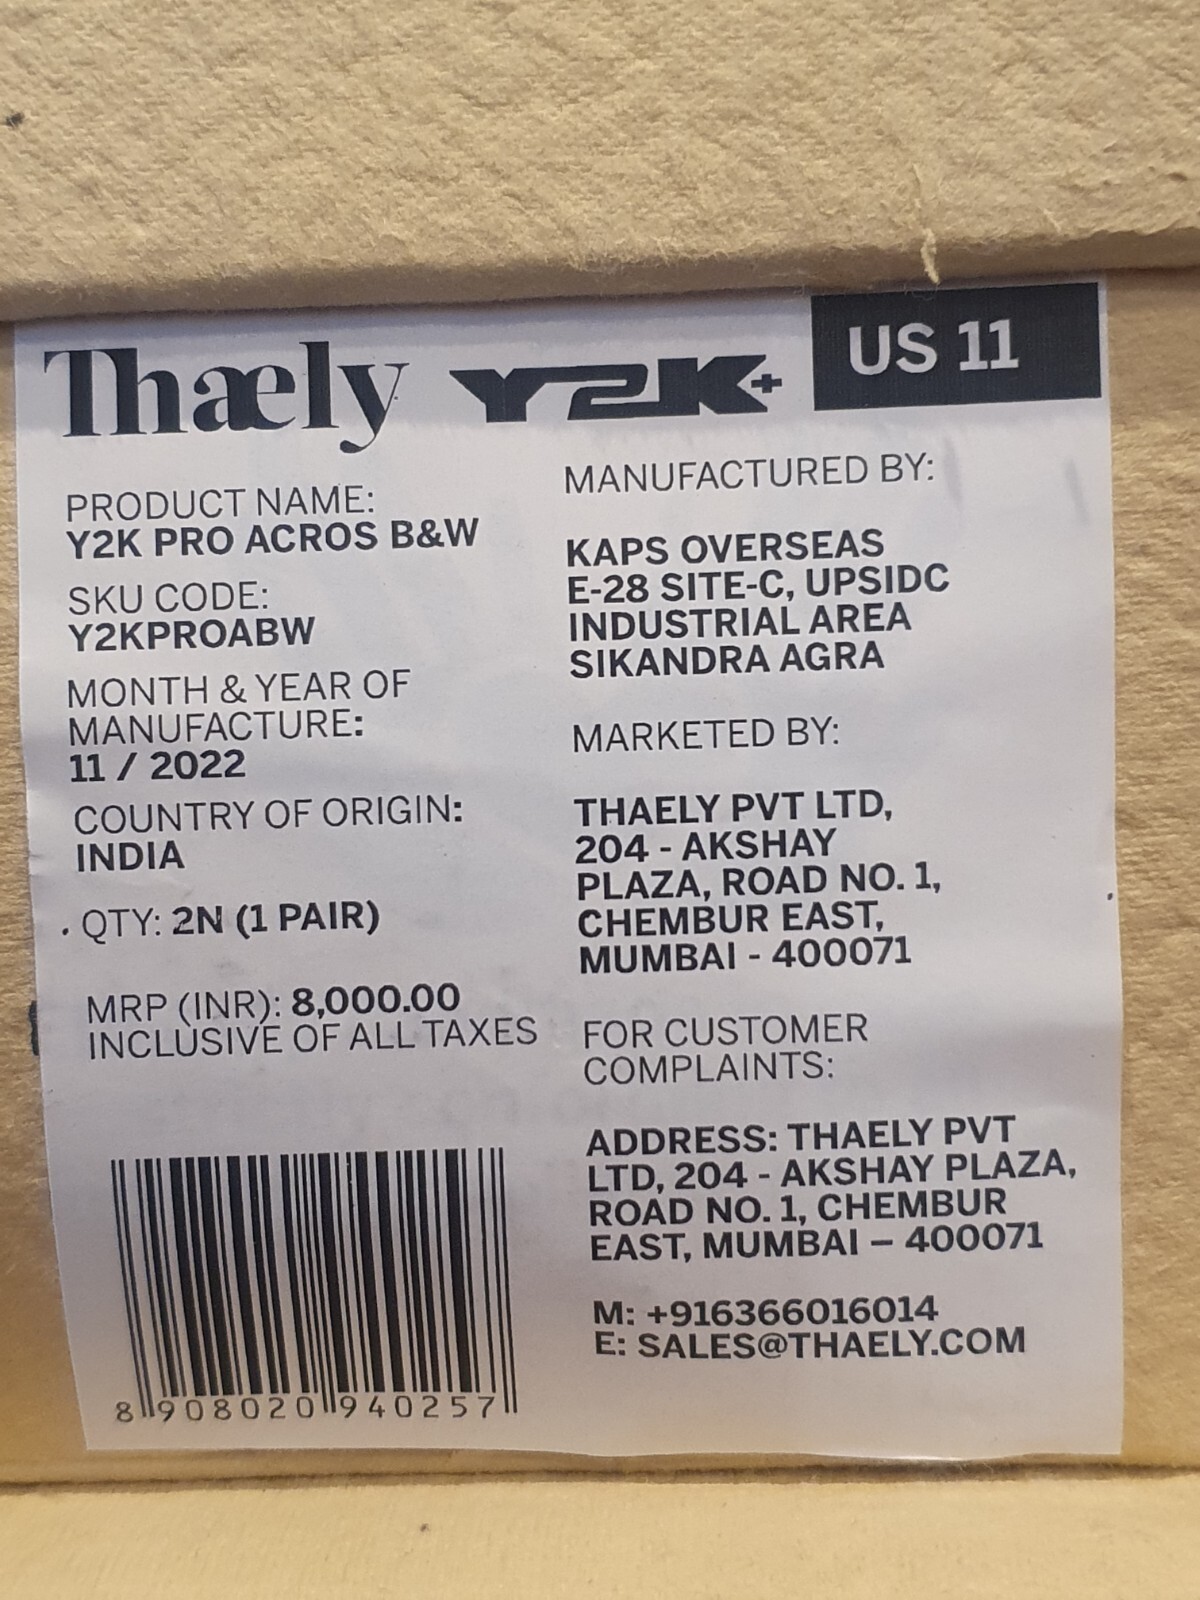 Thaely Y2K+ US 11
PRODUCT NAME:
Y2K PRO ACROS B&W
SKU CODE:
Y2KPROABW
MONTH & YEAR OF
MANUFACTURE:
11 / 2022
COUNTRY OF ORIGIN:
INDIA
QTY: 2N (1 PAIR)
MRP (INR): 8,000.00
INCLUSIVE OF ALL TAXES
8 908020 940257
MANUFACTURED BY:
KAPS OVERSEAS
E-28 SITE-C, UPSIDC
INDUSTRIAL AREA
SIKANDRA AGRA
MARKETED BY:
THAELY PVT LTD,
204 - AKSHAY
PLAZA, ROAD NO. 1,
CHEMBUR EAST,
MUMBAI - 400071
FOR CUSTOMER
COMPLAINTS:
ADDRESS: THAELY PVT
LTD, 204 - AKSHAY PLAZA,
ROAD NO. 1, CHEMBUR
EAST, MUMBAI – 400071
M: +916366016014
E: SALES@THAELY.COM